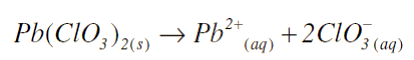 Pb(ClO₃)₂₍ₛ₎ → Pb²⁺₍aq₎ + 2ClO₃⁻₍aq₎